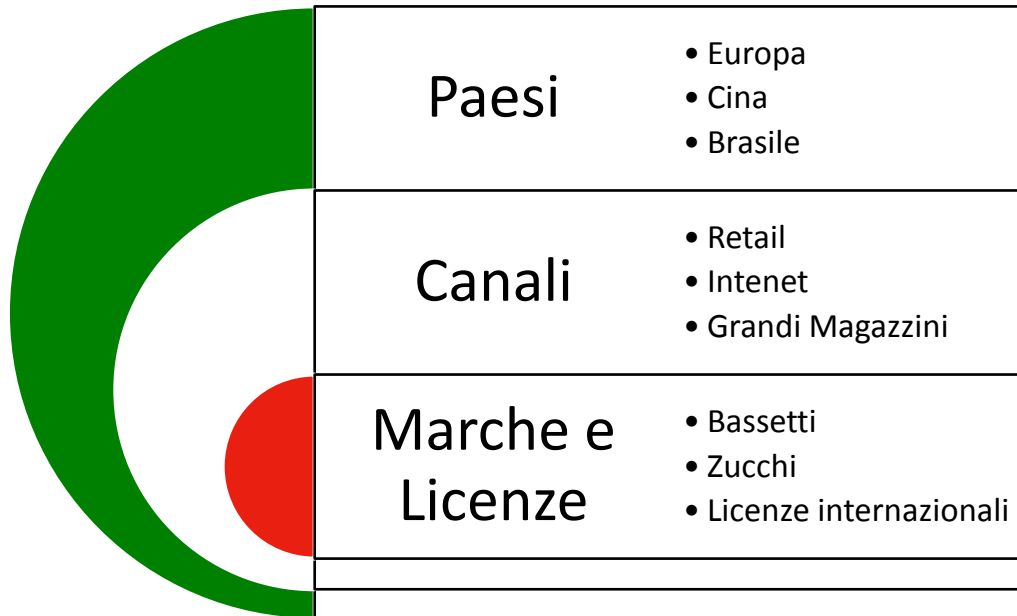 Paesi
• Europa
• Cina
• Brasile
Canali
• Retail
• Intenet
• Grandi Magazzini
Marche e
Licenze
• Bassetti
• Zucchi
• Licenze internazionali